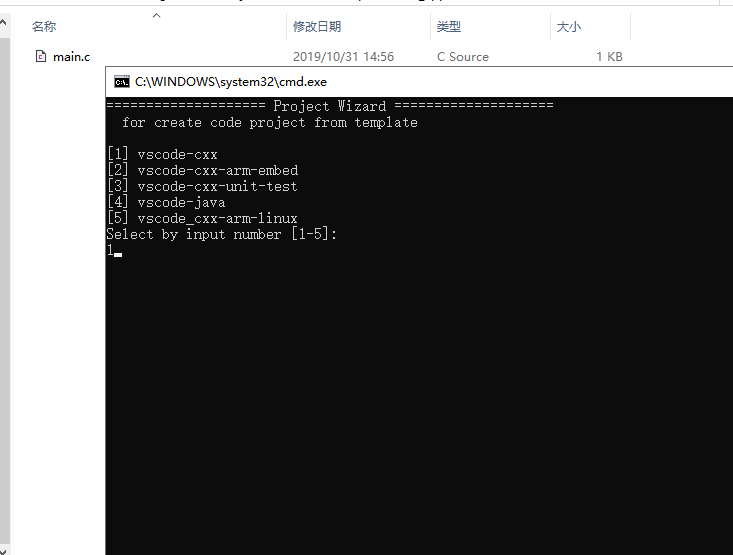 名称 修改日期 类型 大小
main.c 2019/10/31 14:56 C Source 1 KB
C:\WINDOWS\system32\cmd.exe
==================== Project Wizard ====================
for create code project from template
[1] vscode-cxx
[2] vscode-cxx-arm-embed
[3] vscode-cxx-unit-test
[4] vscode-java
[5] vscode_cxx-arm-linux
Select by input number [1-5]:
1